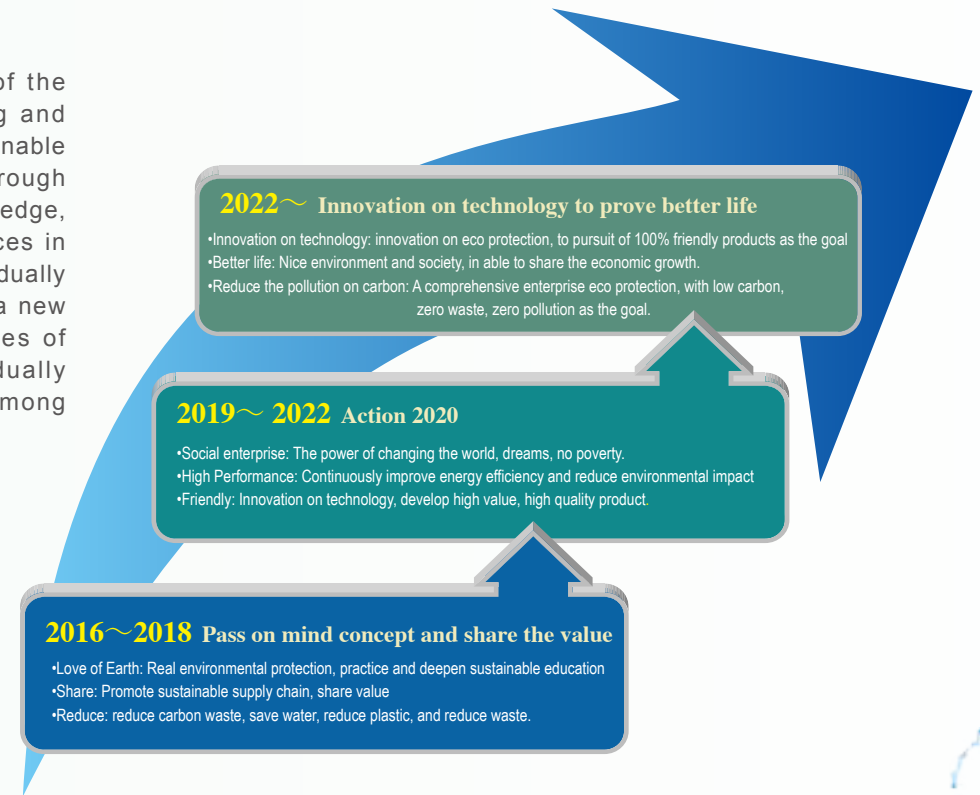 of the
g and
nable
rough
edge,
ces in
dually
a new
es of
dually
mong
2022～ Innovation on technology to prove better life
•Innovation on technology: innovation on eco protection, to pursuit of 100% friendly products as the goal
•Better life: Nice environment and society, in able to share the economic growth.
•Reduce the pollution on carbon: A comprehensive enterprise eco protection, with low carbon,
zero waste, zero pollution as the goal.
2019～ 2022 Action 2020
•Social enterprise: The power of changing the world, dreams, no poverty.
•High Performance: Continuously improve energy efficiency and reduce environmental impact
•Friendly: Innovation on technology, develop high value, high quality product.
2016～2018 Pass on mind concept and share the value
•Love of Earth: Real environmental protection, practice and deepen sustainable education
•Share: Promote sustainable supply chain, share value
•Reduce: reduce carbon waste, save water, reduce plastic, and reduce waste.